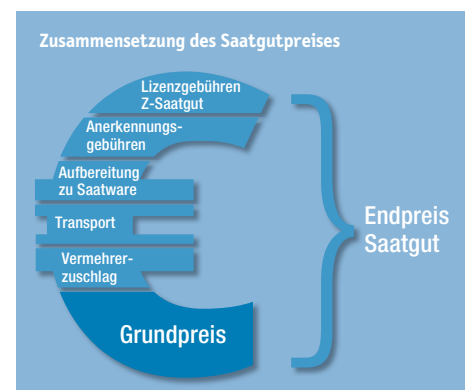 Zusammensetzung des Saatgutpreises
Lizenzgebühren
Z-Saatgut
Anerkennungs-
gebühren
Aufbereitung
zu Saatware
Transport
Vermehrer-
zuschlag
Grundpreis
Endpreis
Saatgut